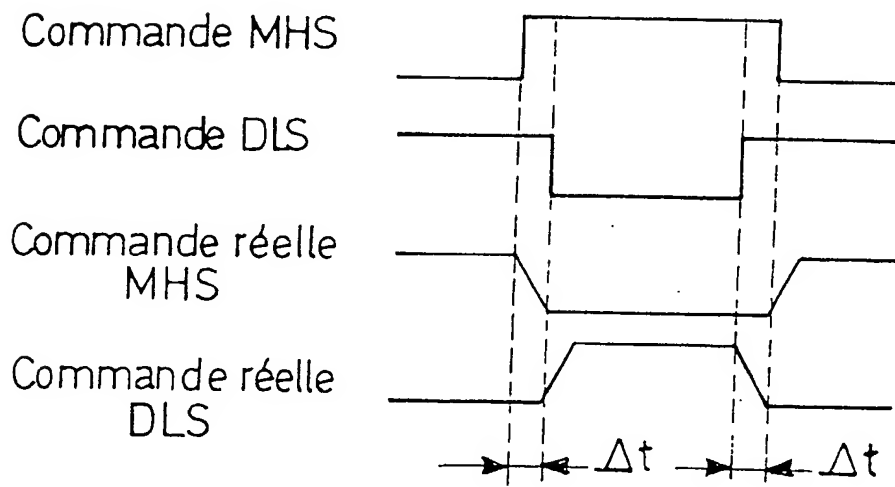 Commande MHS
Commande DLS
Commande réelle
MHS
Commande réelle
DLS
Δt
Δt